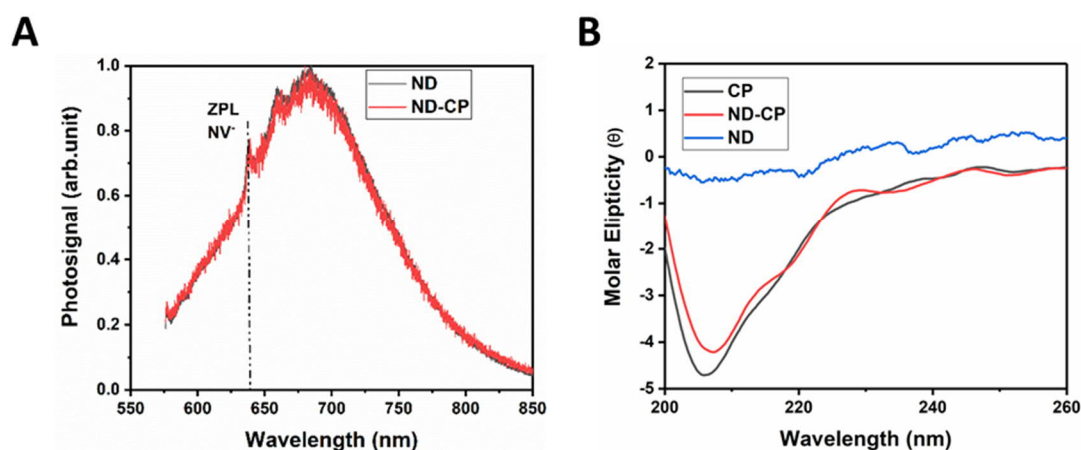 A
Photosignal (arb.unit)
1.0
0.8
0.6
0.4
0.2
0.0
ZPL
NV-
ND
ND-CP
550 600 650 700 750 800 850
Wavelength (nm)
B
Molar Elipticity (θ)
2
1
0
-1
-2
-3
-4
-5
CP
ND-CP
ND
200 220 240 260
Wavelength (nm)